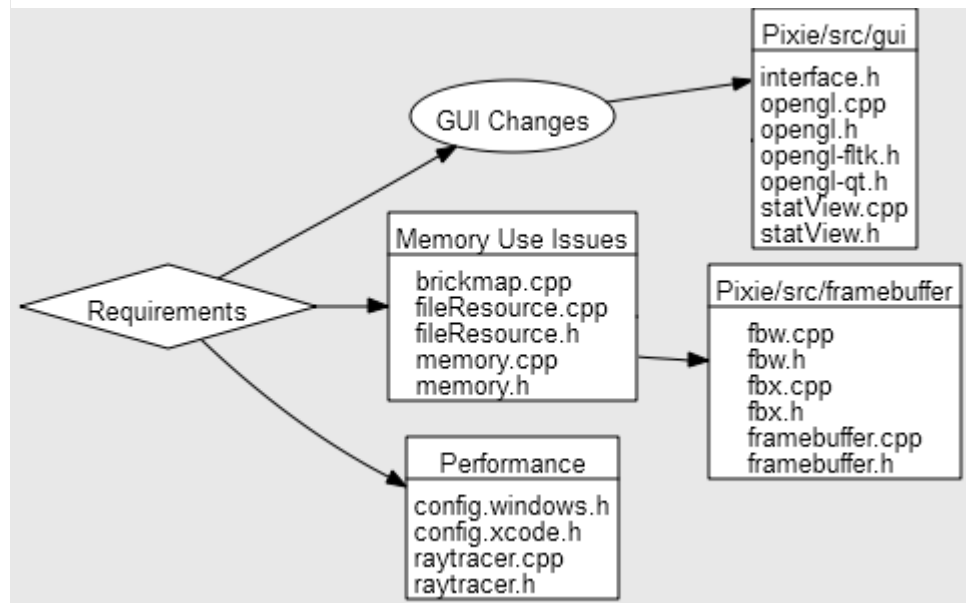 Pixie/src/gui
interface.h
opengl.cpp
opengl.h
opengl-fltk.h
opengl-qt.h
statView.cpp
statView.h
GUI Changes
Memory Use Issues
brickmap.cpp
fileResource.cpp
fileResource.h
memory.cpp
memory.h
Requirements
Pixie/src/framebuffer
fbw.cpp
fbw.h
fbx.cpp
fbx.h
framebuffer.cpp
framebuffer.h
Performance
config.windows.h
config.xcode.h
raytracer.cpp
raytracer.h